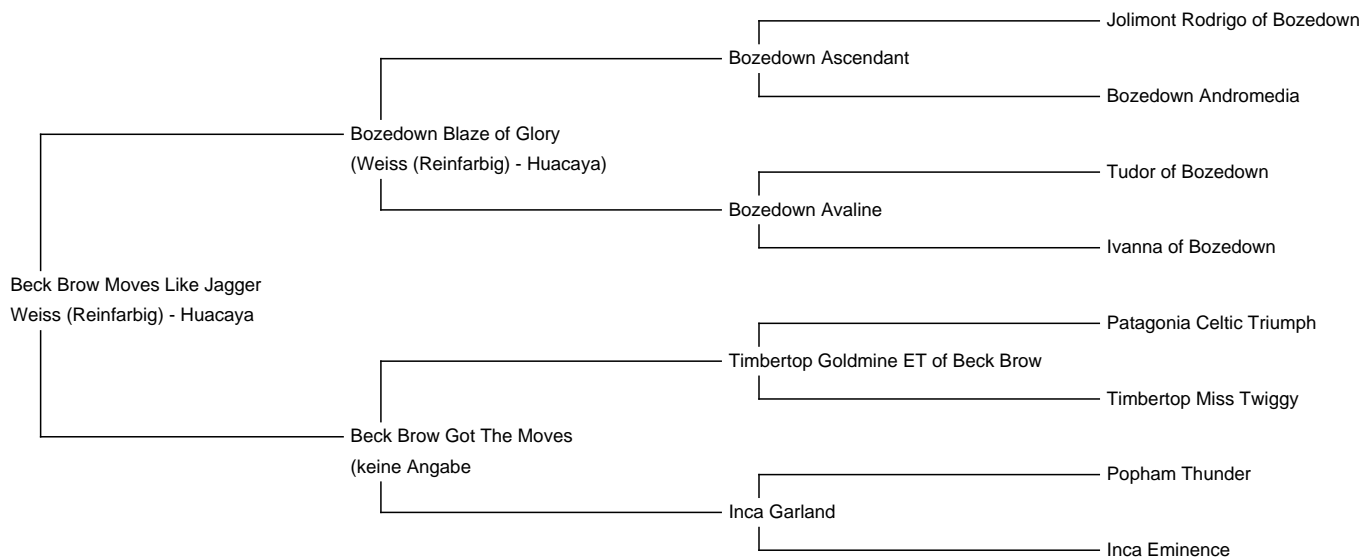 Jolimont Rodrigo of Bozedown
Bozedown Ascendant
Bozedown Andromedia
Bozedown Blaze of Glory
(Weiss (Reinfarbig) - Huacaya)
Tudor of Bozedown
Bozedown Avaline
Ivanna of Bozedown
Beck Brow Moves Like Jagger
Weiss (Reinfarbig) - Huacaya
Patagonia Celtic Triumph
Timbertop Goldmine ET of Beck Brow
Timbertop Miss Twiggy
Beck Brow Got The Moves
(keine Angabe
Popham Thunder
Inca Garland
Inca Eminence